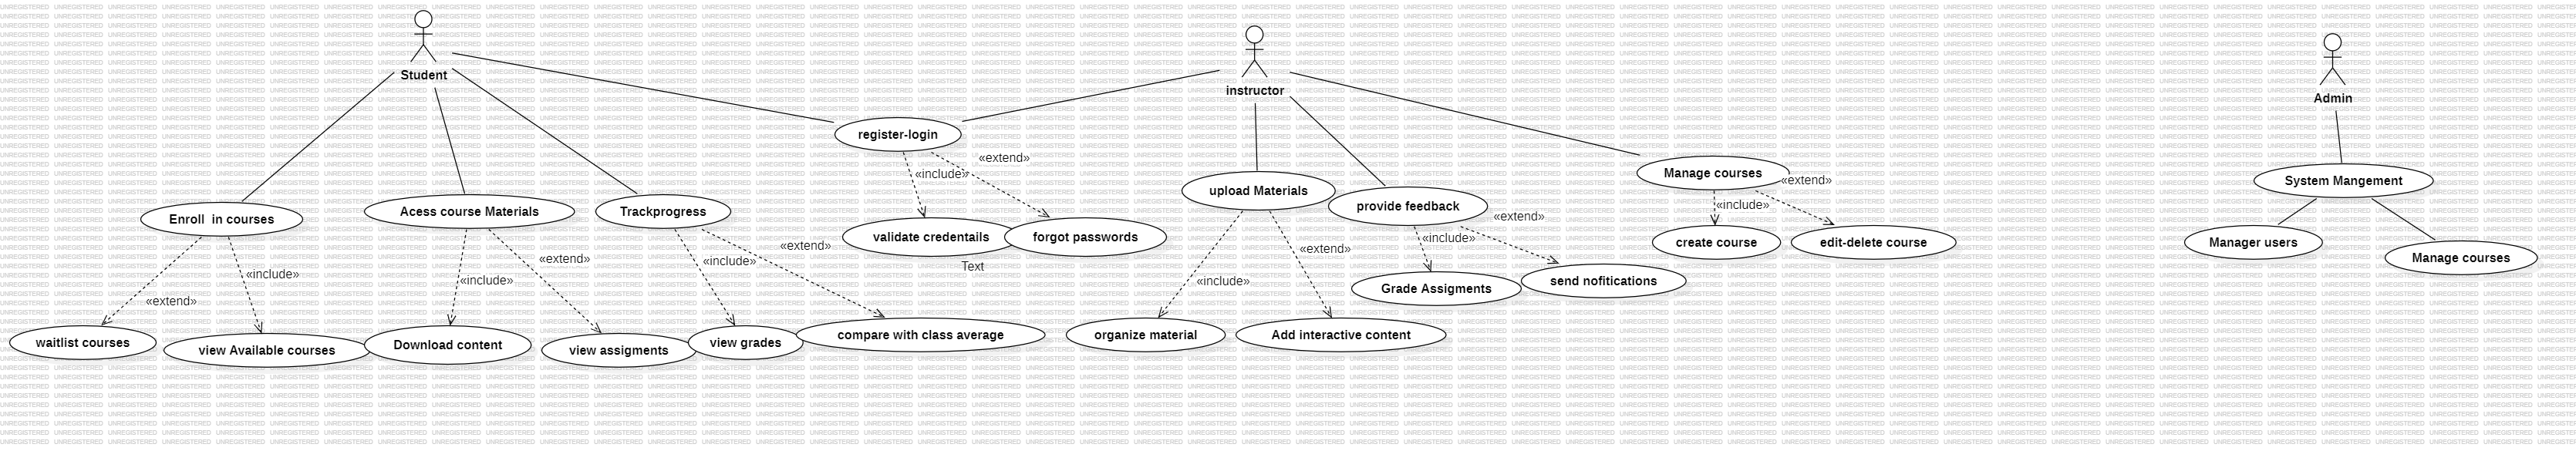 Student
instructor
Admin
register-login
«extend»
«include»
Enroll  in courses
Acess course Materials
Trackprogress
upload Materials
provide feedback
Manage courses
«extend»
«include»
System Mangement
validate credentails
forgot passwords
Text
«extend»
«include»
create course
edit-delete course
Manager users
Manage courses
«include»
«extend»
«include»
«extend»
«include»
«extend»
«include»
«extend»
Grade Assigments
send nofitications
«extend»
«include»
waitlist courses
view Available courses
Download content
view assigments
view grades
compare with class average
organize material
Add interactive content
UNREGISTERED